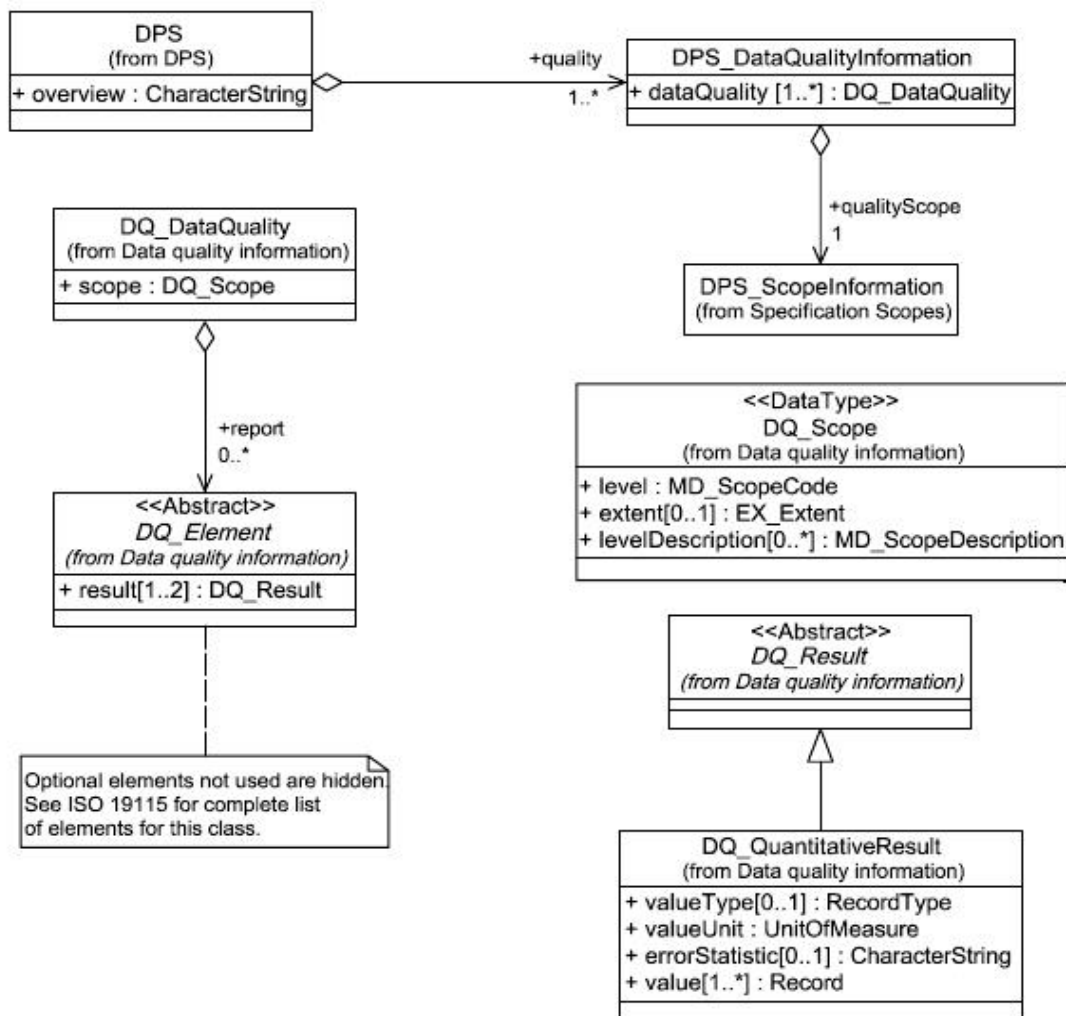 DPS
(from DPS)
+ overview : CharacterString
+quality
1..*
DPS_DataQualityInformation
+ dataQuality [1..*] : DQ_DataQuality
+qualityScope
1
DPS_ScopeInformation
(from Specification Scopes)
DQ_DataQuality
(from Data quality information)
+ scope : DQ_Scope
+report
0..*
<<Abstract>>
DQ_Element
(from Data quality information)
+ result[1..2] : DQ_Result
Optional elements not used are hidden.
See ISO 19115 for complete list
of elements for this class.
<<DataType>>
DQ_Scope
(from Data quality information)
+ level : MD_ScopeCode
+ extent[0..1] : EX_Extent
+ levelDescription[0..*] : MD_ScopeDescription
<<Abstract>>
DQ_Result
(from Data quality information)
DQ_QuantitativeResult
(from Data quality information)
+ valueType[0..1] : RecordType
+ valueUnit : UnitOfMeasure
+ errorStatistic[0..1] : CharacterString
+ value[1..*] : Record